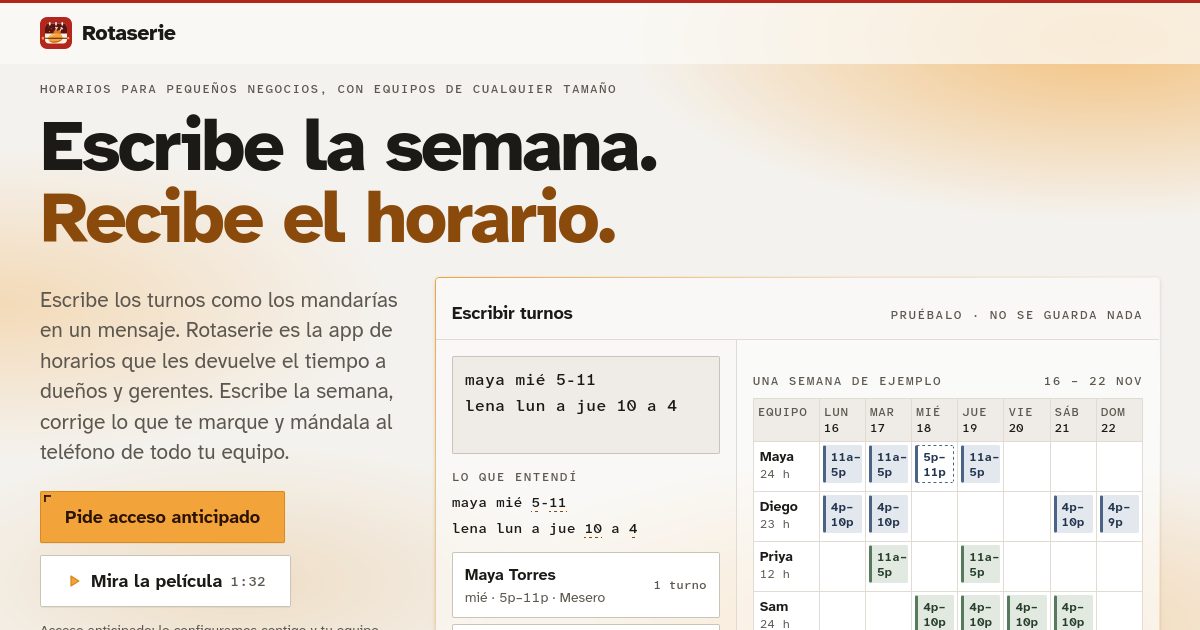 Rotaserie
HORARIOS PARA PEQUEÑOS NEGOCIOS, CON EQUIPOS DE CUALQUIER TAMAÑO
Escribe la semana.
Recibe el horario.
Escribe los turnos como los mandarías
en un mensaje. Rotaserie es la app de
horarios que les devuelve el tiempo a
dueños y gerentes. Escribe la semana,
corrige lo que te marque y mándala al
teléfono de todo tu equipo.
Pide acceso anticipado
Mira la película 1:32
Acceso anticipado: lo configuramos contigo y tu equipo
Escribir turnos
PRUÉBALO · NO SE GUARDA NADA
maya mié 5-11
lena lun a jue 10 a 4
LO QUE ENTENDÍ
maya mié 5-11
lena lun a jue 10 a 4
Maya Torres
mié · 5p–11p · Mesero
1 turno
UNA SEMANA DE EJEMPLO 16 – 22 NOV
EQUIPO LUN 16 MAR 17 MIÉ 18 JUE 19 VIE 20 SÁB 21 DOM 22
Maya 24 h 11a–5p 11a–5p 5p–11p 11a–5p
Diego 23 h 4p–10p 4p–10p 4p–10p 4p–9p
Priya 12 h 11a–5p 11a–5p
Sam 24 h 4p–10p 4p–10p 4p–10p 4p–10p